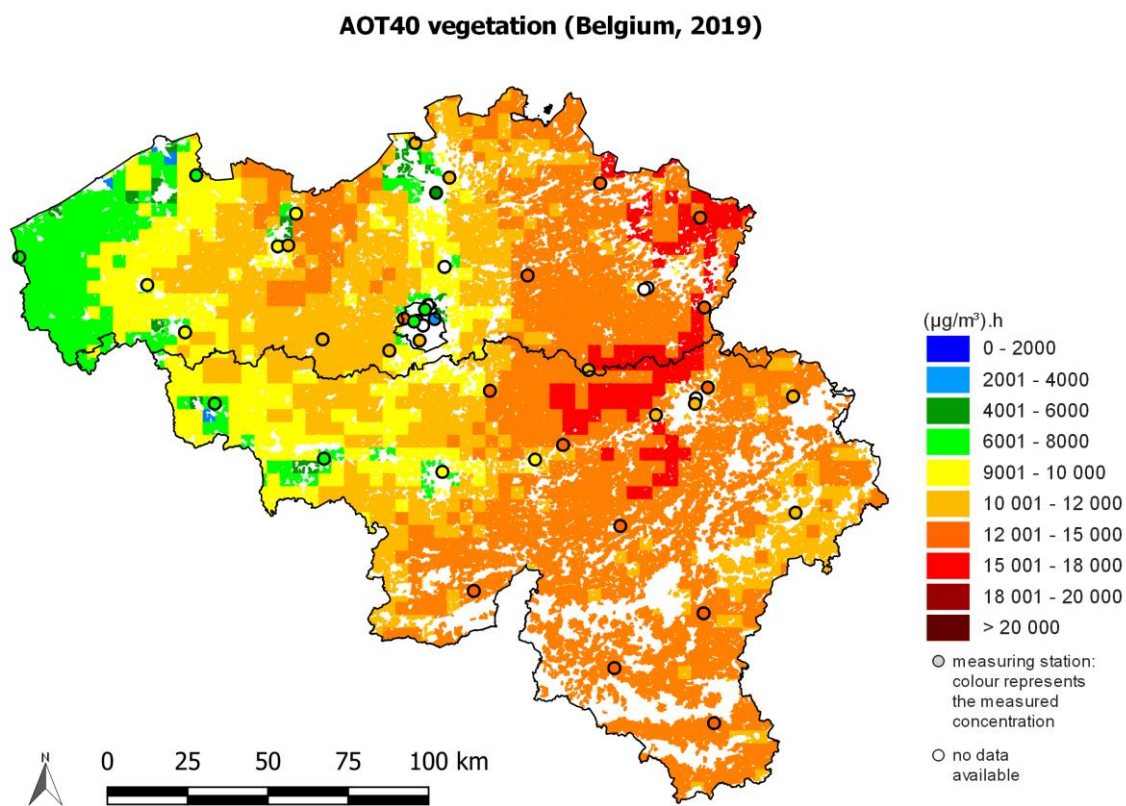 AOT40 vegetation (Belgium, 2019)
(µg/m³).h
0 - 2000
2001 - 4000
4001 - 6000
6001 - 8000
9001 - 10 000
10 001 - 12 000
12 001 - 15 000
15 001 - 18 000
18 001 - 20 000
> 20 000
measuring station:
colour represents
the measured
concentration
no data
available
N
0 25 50 75 100 km